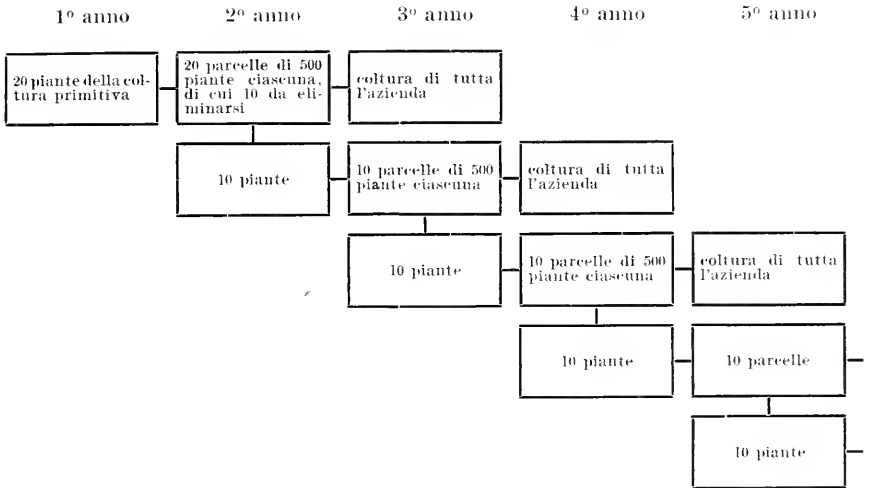 1º anno 2º anno 3º anno 4º anno 5º anno
20 piante della col-
tura primitiva
20 parcelle di 500
piante ciascuna,
di cui 10 da eli-
minarsi
coltura di tutta
l'azienda
10 piante
10 parcelle di 500
piante ciascuna
coltura di tutta
l'azienda
10 piante
10 parcelle di 500
piante ciascuna
coltura di tutta
l'azienda
10 piante
10 parcelle
10 piante